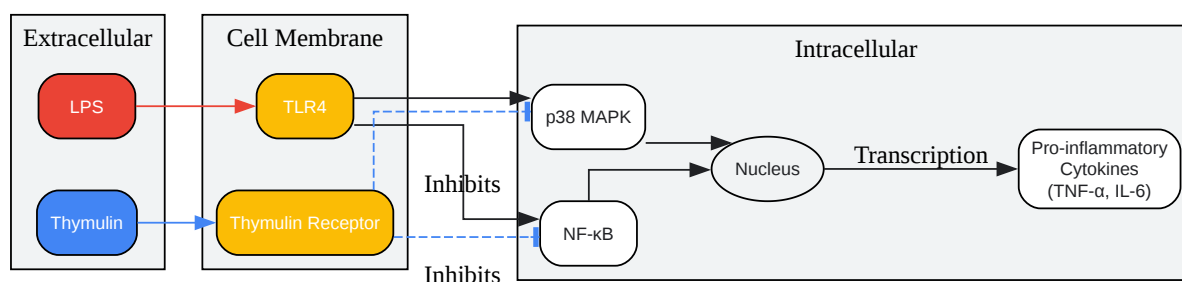 Extracellular
Cell Membrane
Intracellular
LPS
TLR4
p38 MAPK
Nucleus
Transcription
Pro-inflammatory
Cytokines
(TNF-α, IL-6)
Inhibits
Thymulin
Thymulin Receptor
NF-κB
Inhibits